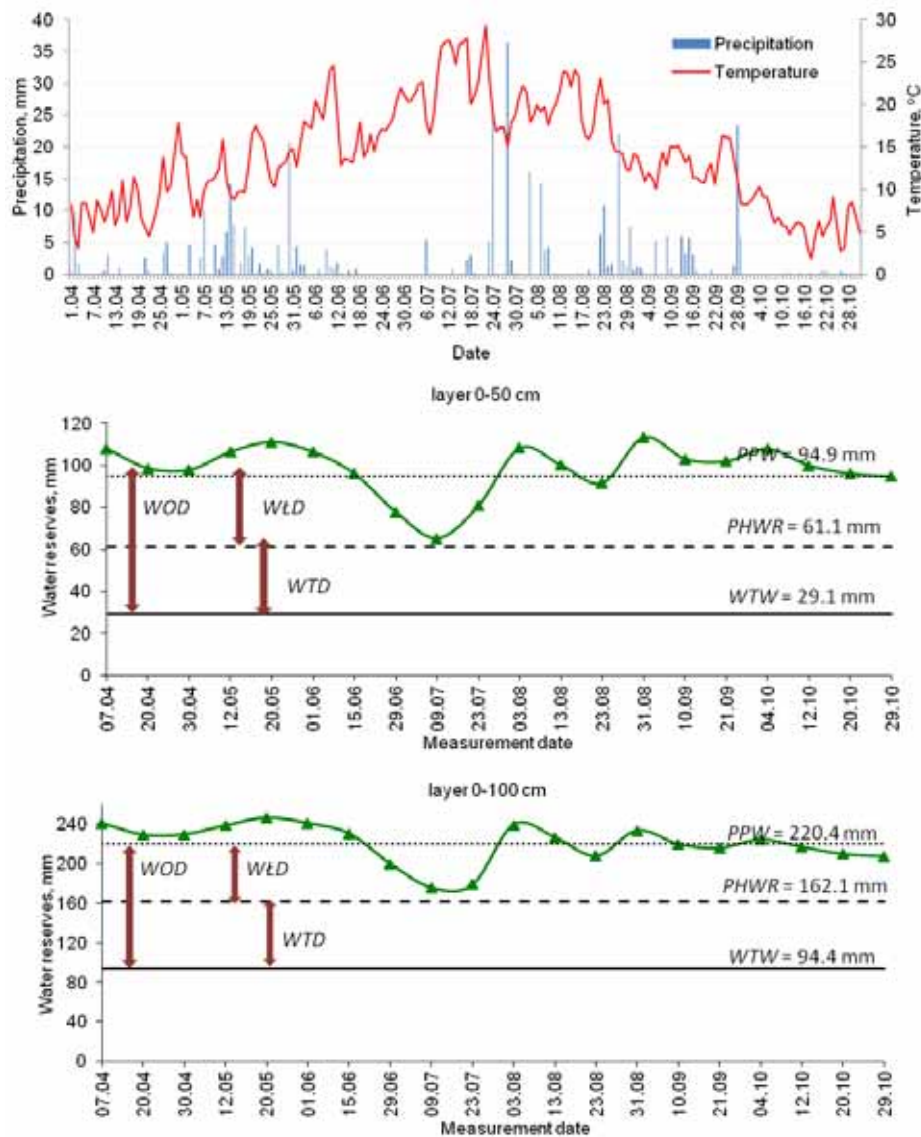 Precipitation, mm
40
35
30
25
20
15
10
5
0
Precipitation
Temperature
30
25
20
15
10
5
0
Temperature, °C
1.04 7.04 13.04 19.04 25.04 1.05 7.05 13.05 19.05 25.05 31.05 6.06 12.06 18.06 24.06 30.06 6.07 12.07 18.07 24.07 30.07 5.08 11.08 17.08 23.08 29.08 4.09 10.09 16.09 22.09 28.09 4.10 10.10 16.10 22.10 28.10
Date
layer 0-50 cm
Water reserves, mm
120
100
80
60
40
20
0
PPW = 94.9 mm
WOD
WŁD
PHWR = 61.1 mm
WTD
WTW = 29.1 mm
07.04 20.04 30.04 12.05 20.05 01.06 15.06 29.06 09.07 23.07 03.08 13.08 23.08 31.08 10.09 21.09 04.10 12.10 20.10 29.10
Measurement date
layer 0-100 cm
Water reserves, mm
240
200
160
120
80
40
0
PPW = 220.4 mm
WOD
WŁD
PHWR = 162.1 mm
WTD
WTW = 94.4 mm
07.04 20.04 30.04 12.05 20.05 01.06 15.06 29.06 09.07 23.07 03.08 13.08 23.08 31.08 10.09 21.09 04.10 12.10 20.10 29.10
Measurement date